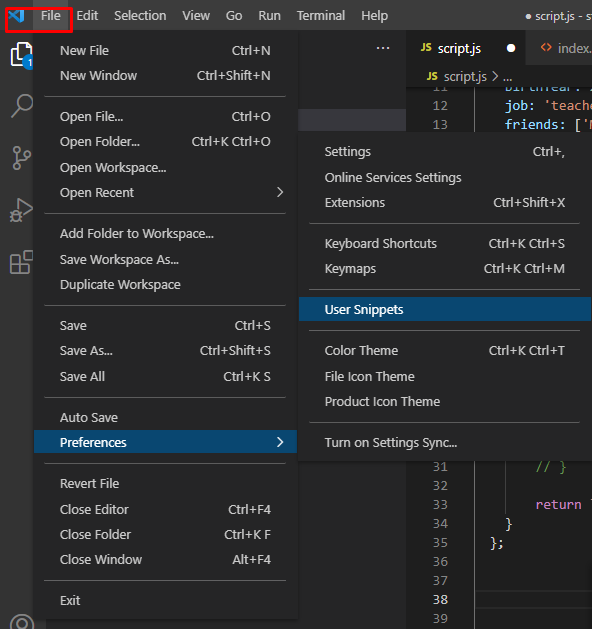 File Edit Selection View Go Run Terminal Help ● script.js - s
New File Ctrl+N
New Window Ctrl+Shift+N
Open File... Ctrl+O
Open Folder... Ctrl+K Ctrl+O
Open Workspace...
Open Recent >
Add Folder to Workspace...
Save Workspace As...
Duplicate Workspace
Save Ctrl+S
Save As... Ctrl+Shift+S
Save All Ctrl+K S
Auto Save
Preferences >
Revert File
Close Editor Ctrl+F4
Close Folder Ctrl+K F
Close Window Alt+F4
Exit
1
...
JS script.js ● <> index.
JS script.js > ...
11 birthYear:
12 job: 'teache
13 friends: ['M
Settings Ctrl+,
Online Services Settings
Extensions Ctrl+Shift+X
Keyboard Shortcuts Ctrl+K Ctrl+S
Keymaps Ctrl+K Ctrl+M
User Snippets
Color Theme Ctrl+K Ctrl+T
File Icon Theme
Product Icon Theme
Turn on Settings Sync...
31 // }
32
33 return `
34 }
35 };
36
37
38
39